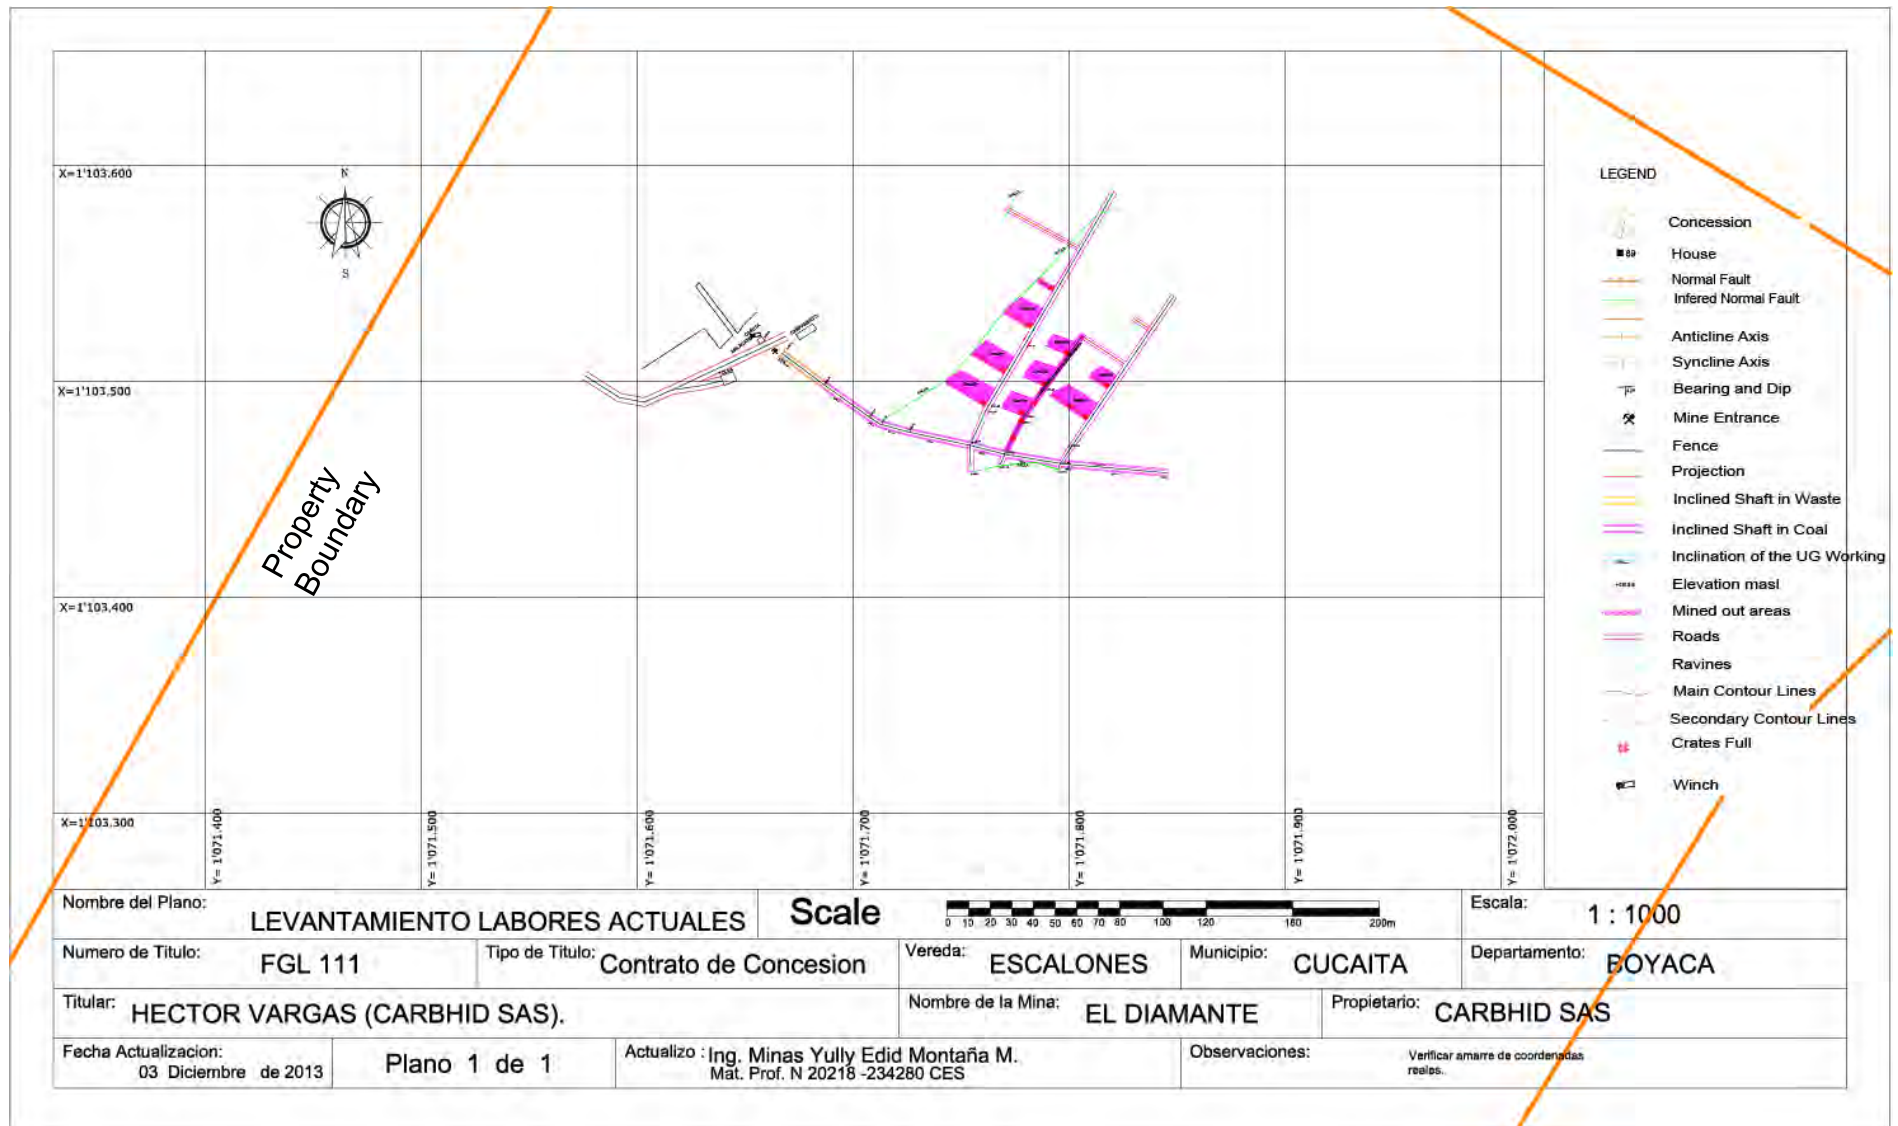 X=1'103.600
N
S
X=1'103.500
Property
Boundary
X=1'103.400
X=1'103.300
Y= 1'071.400
Y= 1'071.500
Y= 1'071.600
Y= 1'071.700
Y= 1'071.800
Y= 1'071.900
Y= 1'072.000
LEGEND
Concession
House
Normal Fault
Infered Normal Fault
Anticline Axis
Syncline Axis
Bearing and Dip
Mine Entrance
Fence
Projection
Inclined Shaft in Waste
Inclined Shaft in Coal
Inclination of the UG Working
Elevation masl
Mined out areas
Roads
Ravines
Main Contour Lines
Secondary Contour Lines
Crates Full
Winch
Nombre del Plano:
LEVANTAMIENTO LABORES ACTUALES
Scale
0 10 20 30 40 50 60 70 80 100 120 160 200m
Escala:
1 : 1000
Numero de Titulo:
FGL 111
Tipo de Titulo:
Contrato de Concesion
Vereda:
ESCALONES
Municipio:
CUCAITA
Departamento:
BOYACA
Titular:
HECTOR VARGAS (CARBHID SAS).
Nombre de la Mina:
EL DIAMANTE
Propietario:
CARBHID SAS
Fecha Actualizacion:
03 Diciembre de 2013
Plano 1 de 1
Actualizo : Ing. Minas Yully Edid Montaña M.
Mat. Prof. N 20218 -234280 CES
Observaciones:
Verificar amarre de coordenadas
reales.